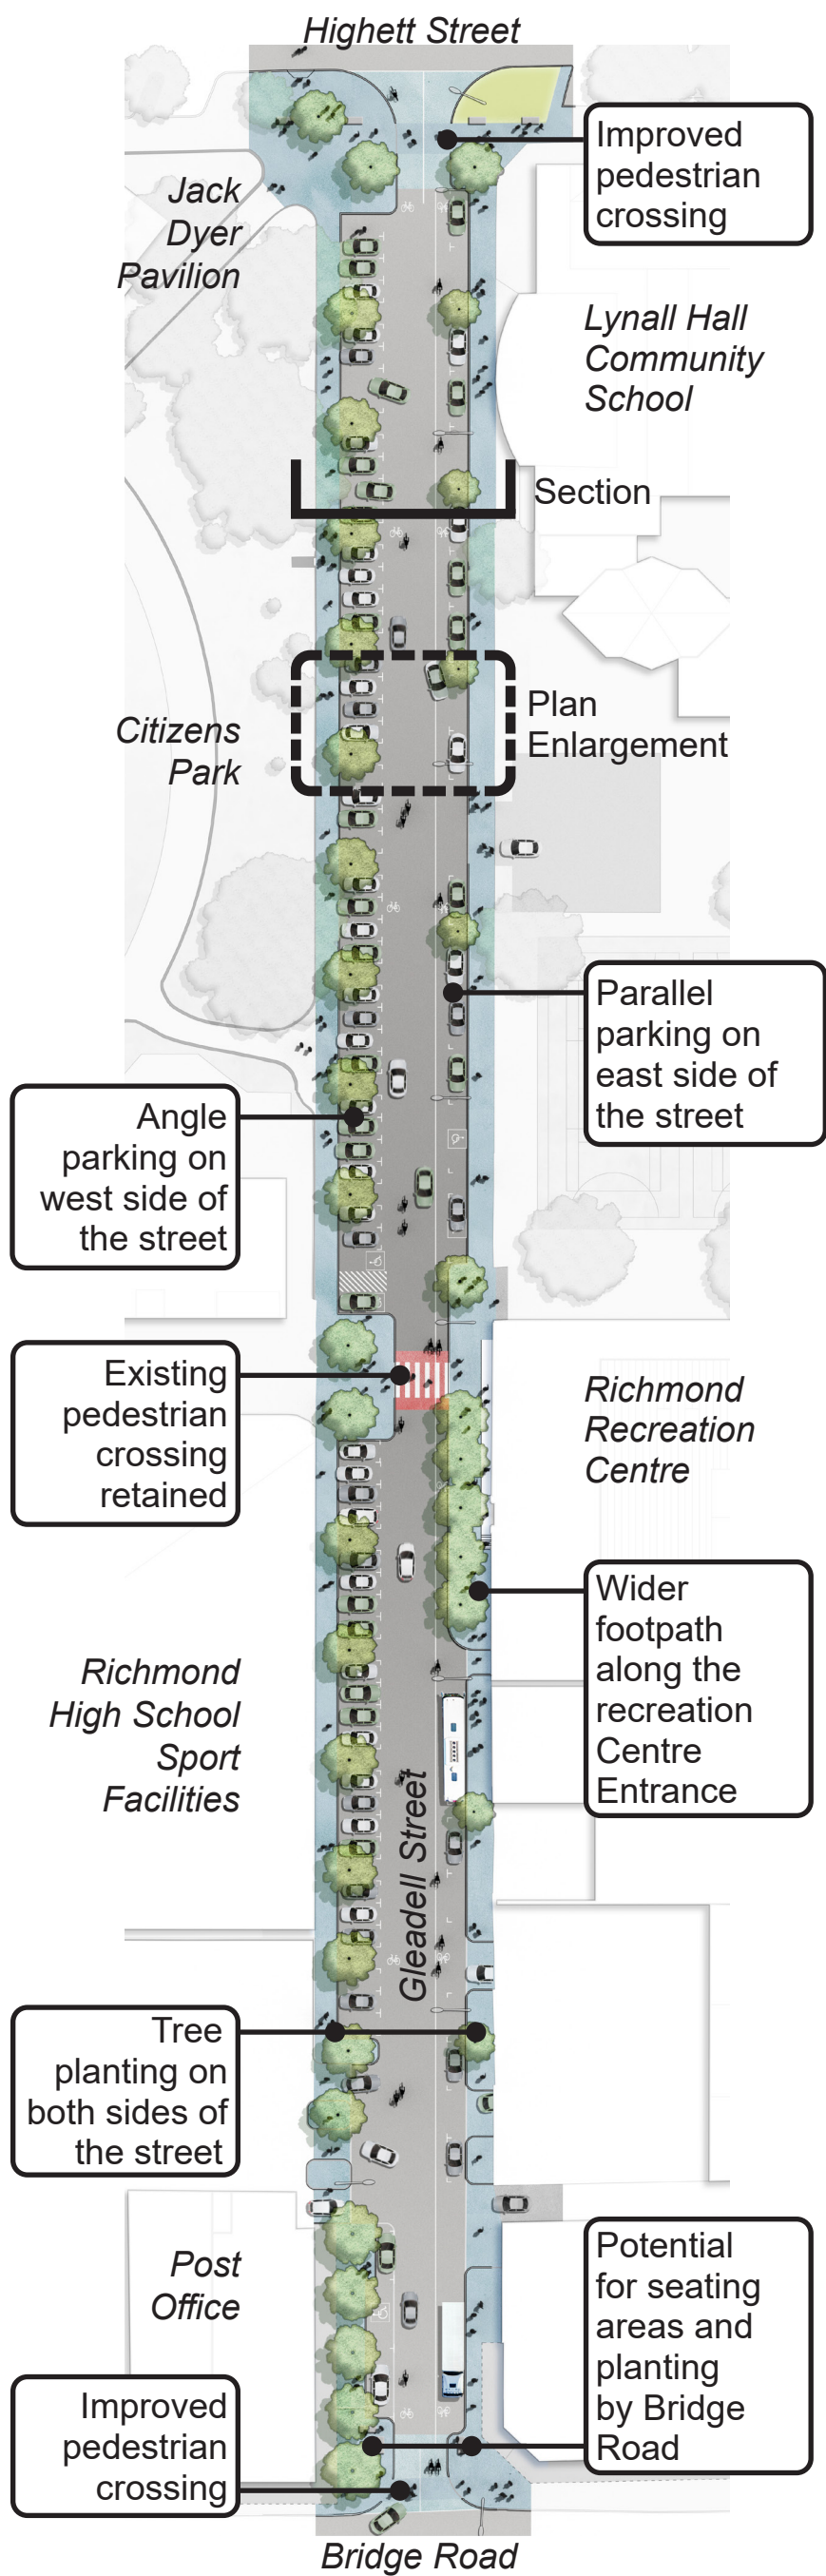 Highett Street
Improved
pedestrian
crossing
Jack
Dyer
Pavilion
Lynall Hall
Community
School
Section
Plan
Enlargement
Citizens
Park
Parallel
parking on
east side of
the street
Angle
parking on
west side of
the street
Existing
pedestrian
crossing
retained
Richmond
Recreation
Centre
Wider
footpath
along the
recreation
Centre
Entrance
Richmond
High School
Sport
Facilities
Gleadell Street
Tree
planting on
both sides of
the street
Post
Office
Potential
for seating
areas and
planting
by Bridge
Road
Improved
pedestrian
crossing
Bridge Road